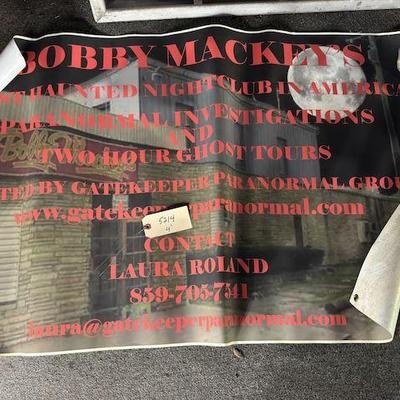 BOBBY MACKEY'S
HAUNTED NIGHTCLUB IN AMERICA
PARANORMAL INVESTIGATIONS
AND
TWO HOUR GHOST TOURS
BY GATEKEEPER PARANORMAL GROU
www.gatekeeperparanormal.com
5214
CONTACT
LAURA ROLAND
859-705-7541
laura@gatekeeperparanormal.com